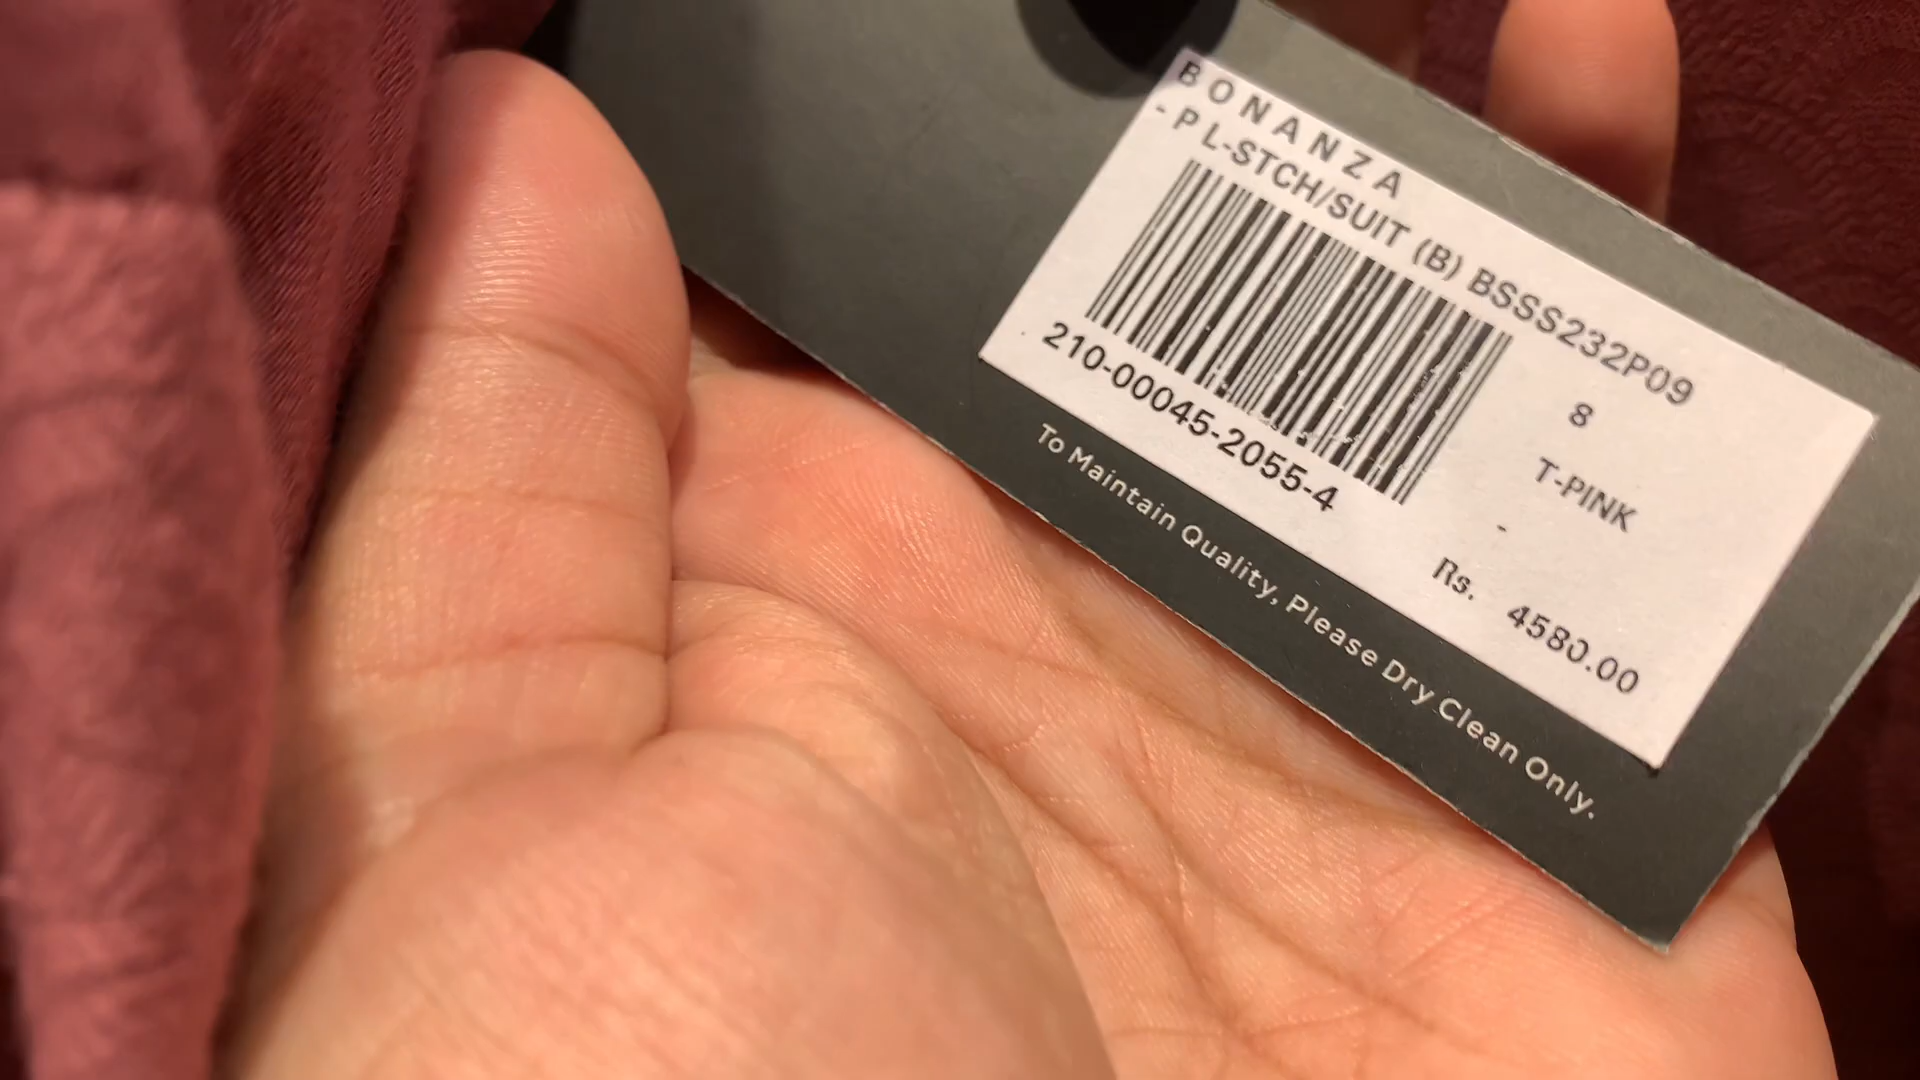 BONANZA
- P L-STCH/SUIT (B) BSSS232P09
8
210-00045-2055-4
T-PINK
-
Rs. 4580.00
To Maintain Quality, Please Dry Clean Only.